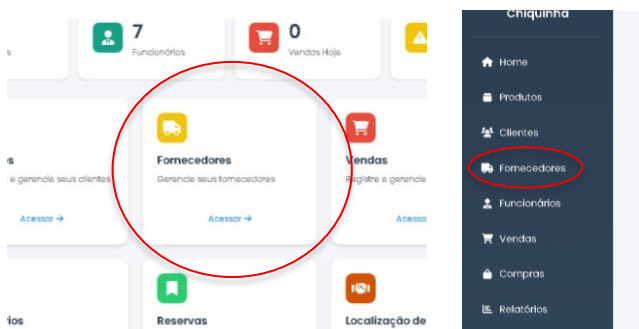 7
Funcionários
0
Vendas Hoje
Fornecedores
Gerencie seus fornecedores
Acessar →
e gerencie seus clientes
Acessar →
Vendas
Registre e gerencie
Reservas
Localização de
Chiquinha
Home
Produtos
Clientes
Fornecedores
Funcionários
Vendas
Compras
Relatórios